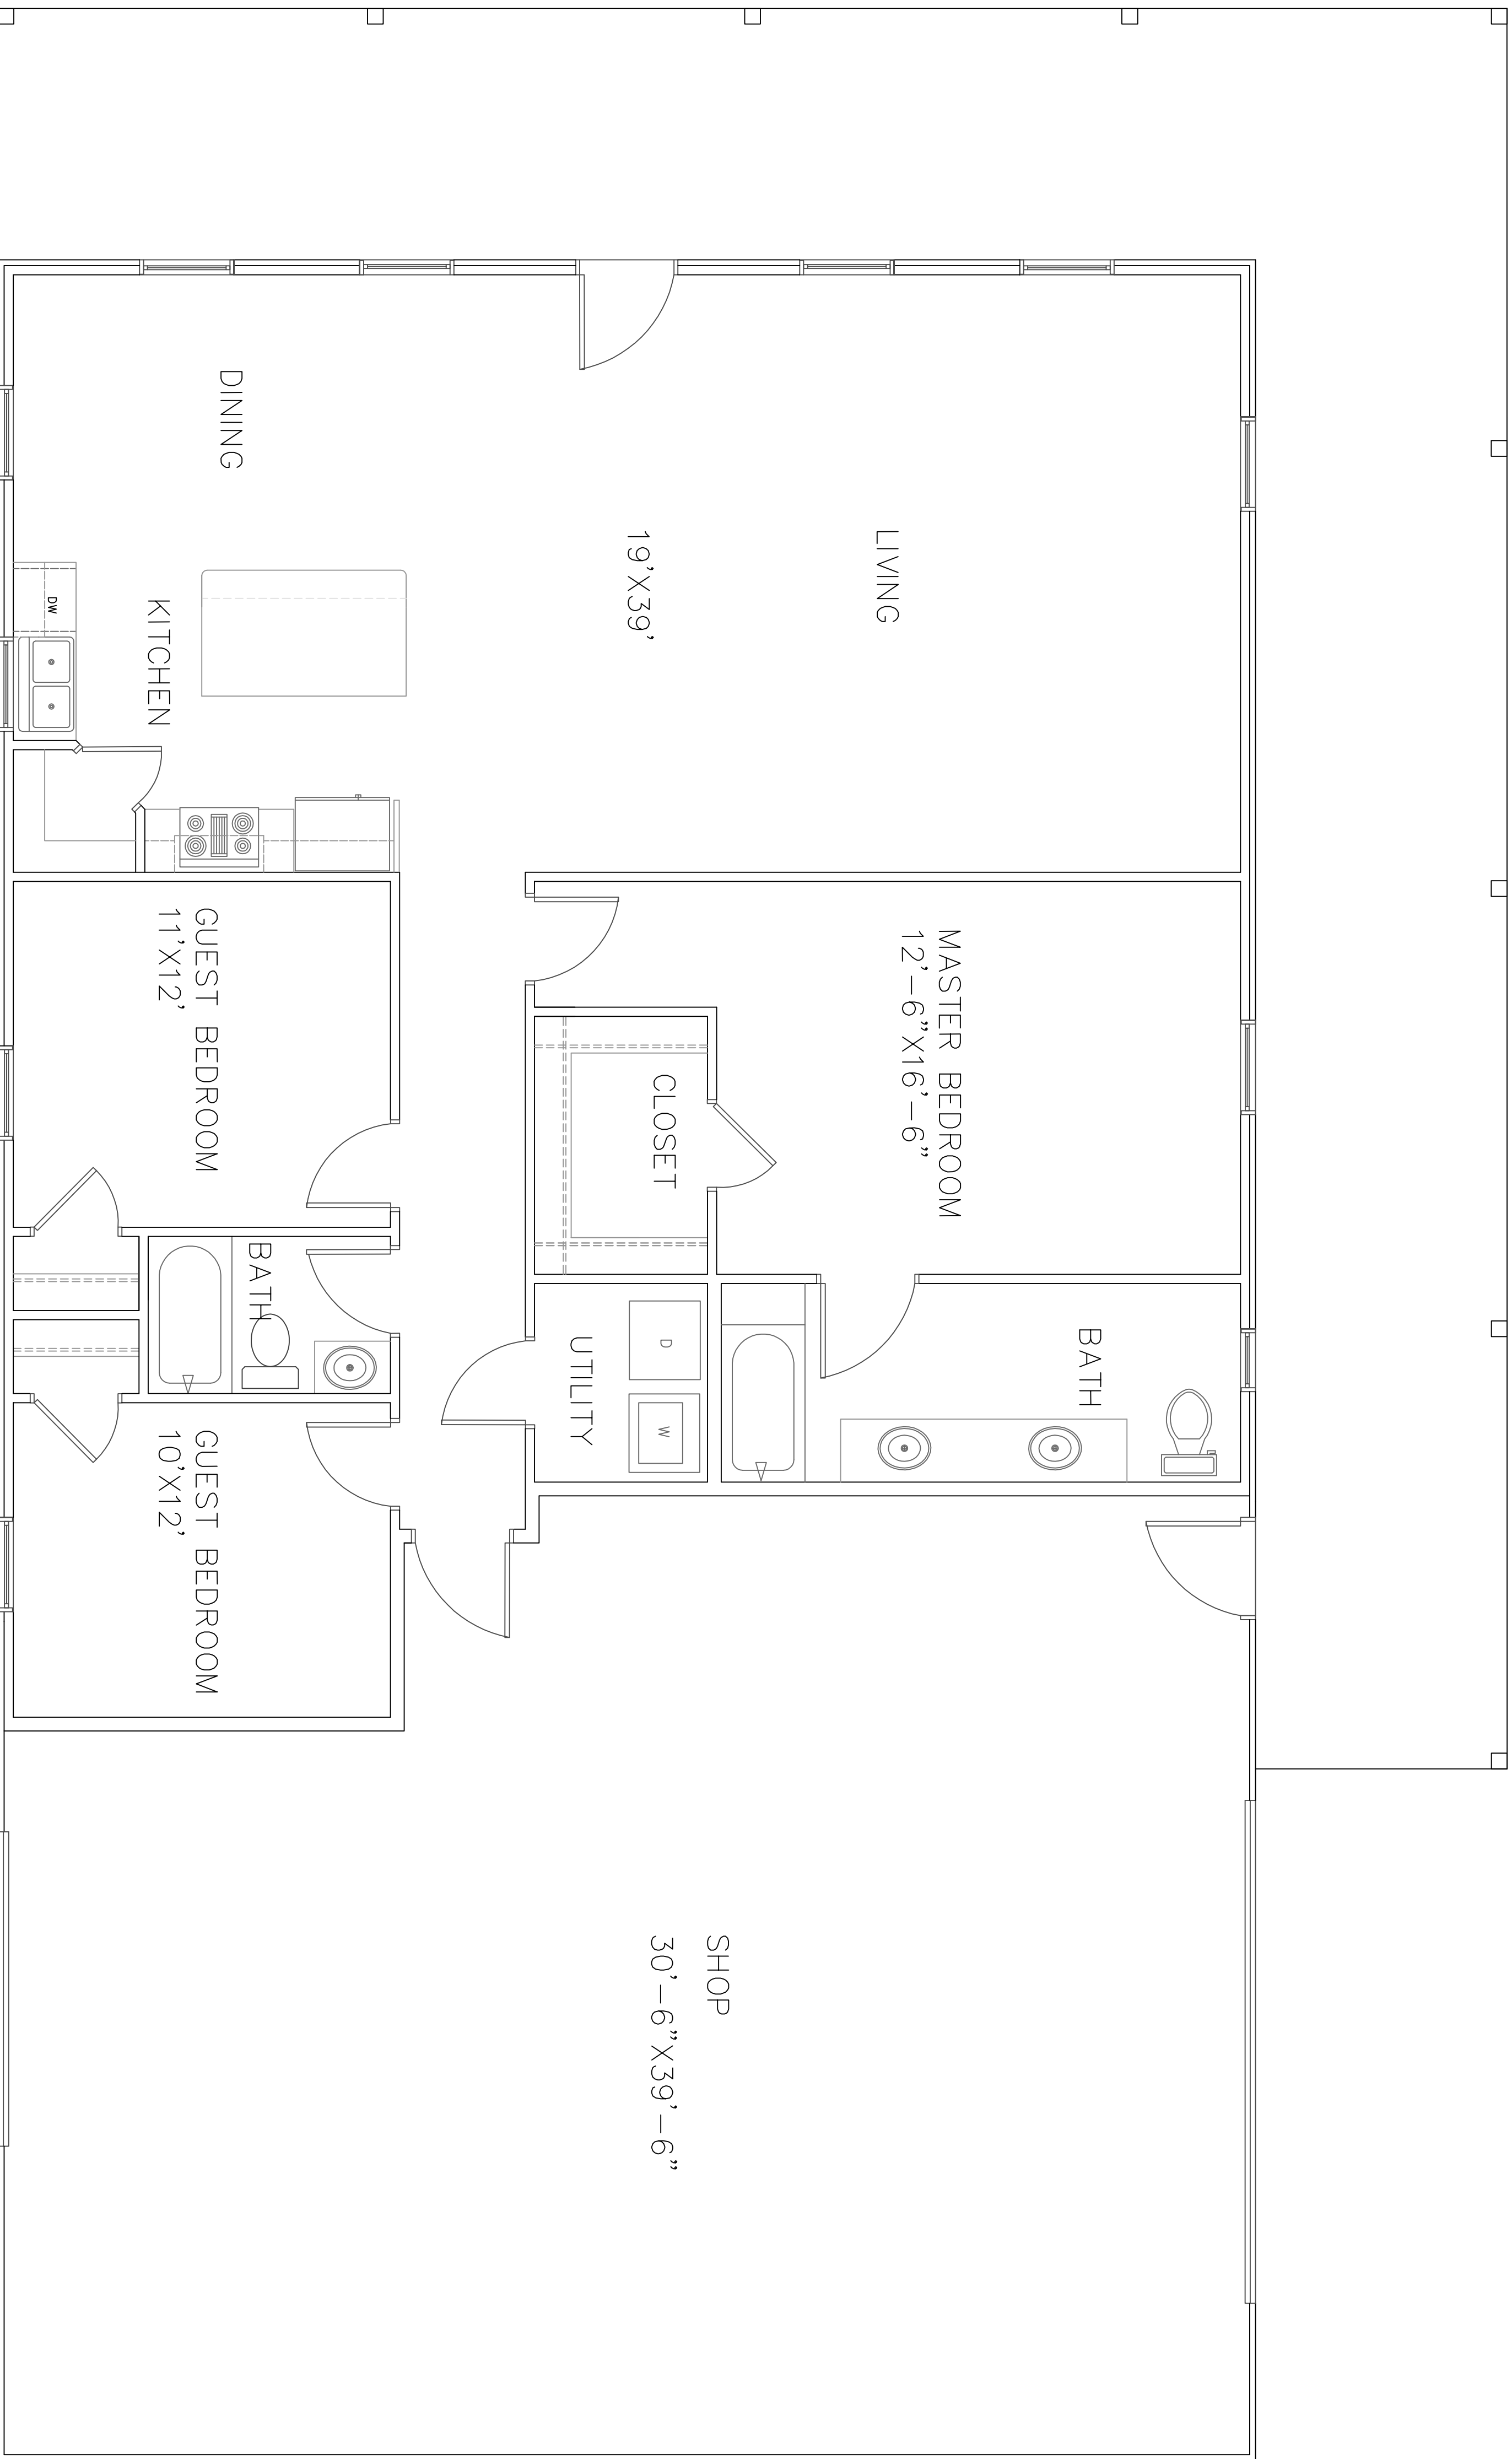 DINING
LIVING
19'X39'
KITCHEN
DW
MASTER BEDROOM
12'-6"X16'-6"
GUEST BEDROOM
11'X12'
CLOSET
BATH
UTILITY
D
W
BATH
GUEST BEDROOM
10'X12'
SHOP
30'-6"X39'-6"